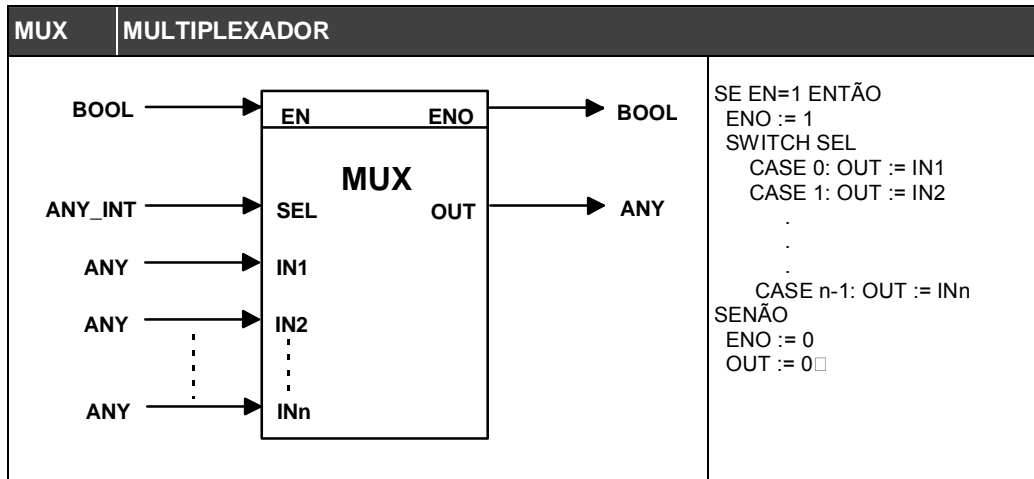 MUX MULTIPLEXADOR
BOOL EN ENO BOOL
MUX
ANY_INT SEL OUT ANY
ANY IN1
ANY IN2
ANY INn
SE EN=1 ENTÃO
ENO := 1
SWITCH SEL
CASE 0: OUT := IN1
CASE 1: OUT := IN2
.
.
.
CASE n-1: OUT := INn
SENÃO
ENO := 0
OUT := 0□